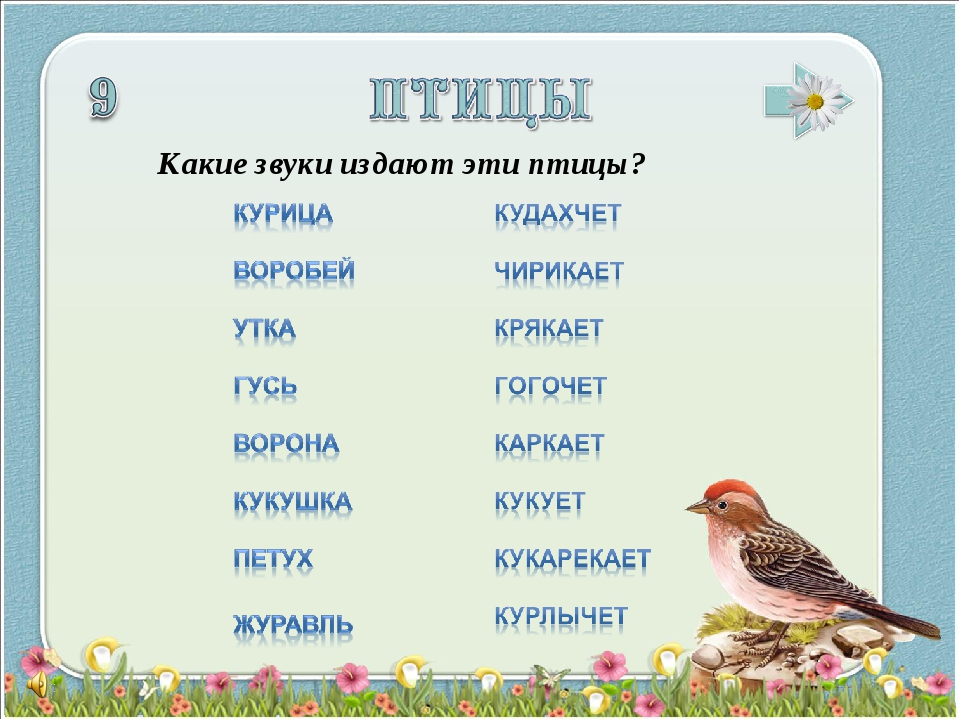 9 ПТИЦЫ
Какие звуки издают эти птицы?
КУРИЦА КУДАХЧЕТ
ВОРОБЕЙ ЧИРИКАЕТ
УТКА КРЯКАЕТ
ГУСЬ ГОГОЧЕТ
ВОРОНА КАРКАЕТ
КУКУШКА КУКУЕТ
ПЕТУХ КУКАРЕКАЕТ
ЖУРАВЛЬ КУРЛЫЧЕТ